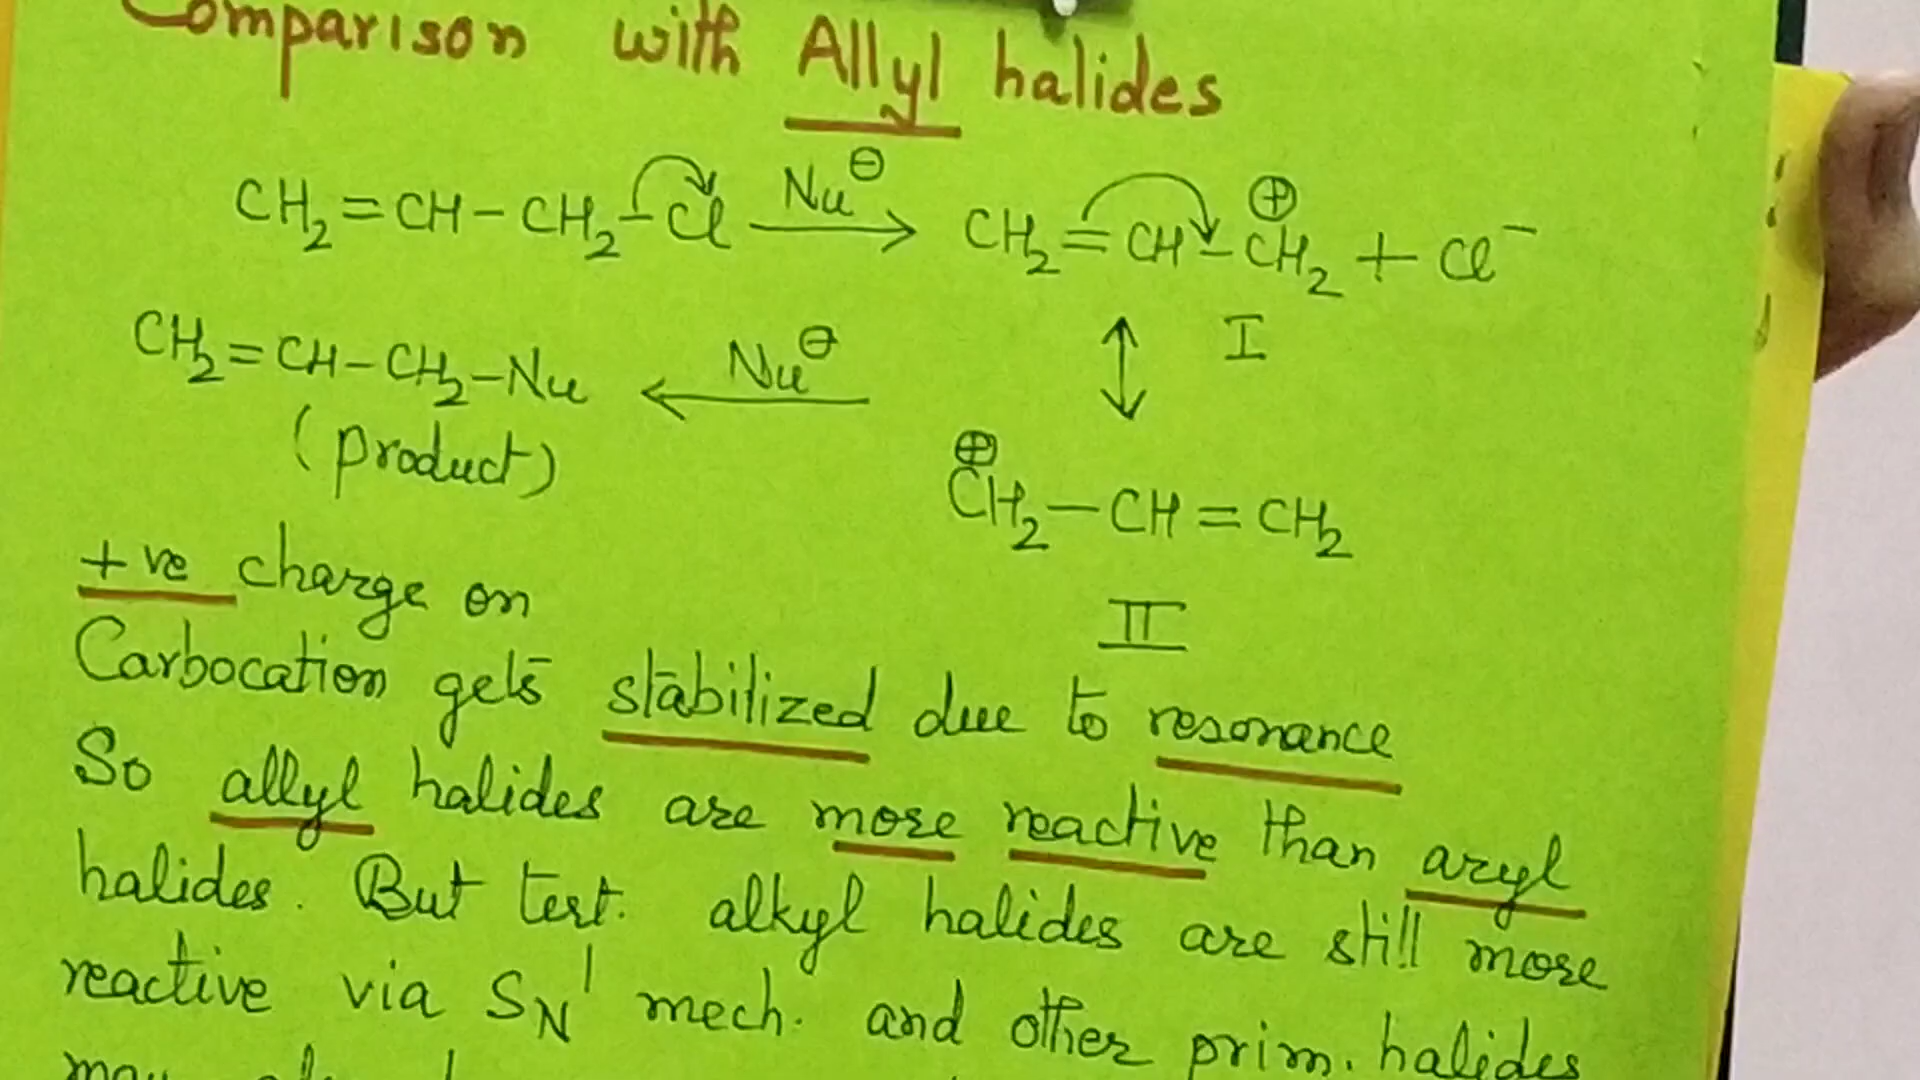 Comparison with Allyl halides
CH₂=CH-CH₂-Cl Nu⊖ → CH₂=CH-CH₂⊕ + Cl⁻
I
CH₂=CH-CH₂-Nu ← Nu⊖
(product)
⊕CH₂-CH=CH₂
II
+ve charge on
Carbocation gets stabilized due to resonance
So allyl halides are more reactive than aryl
halides. But tert. alkyl halides are still more
reactive via SN1 mech. and other prim. halides
may